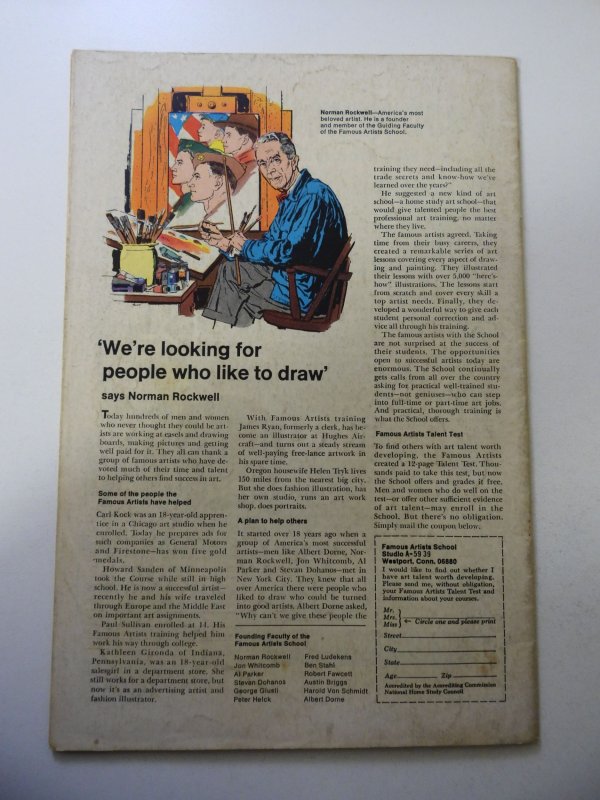 Norman Rockwell—America's most
beloved artist. He is a founder
and member of the Guiding Faculty
of the Famous Artists School.
'We're looking for
people who like to draw'
says Norman Rockwell
Today hundreds of men and women
who never thought they could be art-
ists are working at easels and drawing
boards, making pictures and getting
well paid for it. They all can thank a
group of famous artists who have de-
voted much of their time and talent
to helping others find success in art.
Some of the people the
Famous Artists have helped
Carl Kock was an 18-year-old appren-
tice in a Chicago art studio when he
enrolled. Today he prepares ads for
such companies as General Motors
and Firestone—has won five gold
medals.
Howard Sanden of Minneapolis
took the Course while still in high
school. He is now a successful artist—
recently he and his wife traveled
through Europe and the Middle East
on important art assignments.
Paul Sullivan enrolled at 14. His
Famous Artists training helped him
work his way through college.
Kathleen Gironda of Indiana,
Pennsylvania, was an 18-year-old
salesgirl in a department store. She
still works for a department store, but
now it's as an advertising artist and
fashion illustrator.
With Famous Artists training
James Ryan, formerly a clerk, has be-
come an illustrator at Hughes Air-
craft—and turns out a steady stream
of well-paying free-lance artwork in
his spare time.
Oregon housewife Helen Tryk lives
150 miles from the nearest big city.
But she does fashion illustration, has
her own studio, runs an art work
shop, does portraits.
A plan to help others
It started over 18 years ago when a
group of America's most successful
artists—men like Albert Dorne, Nor-
man Rockwell, Jon Whitcomb, Al
Parker and Stevan Dohanos—met in
New York City. They knew that all
over America there were people who
liked to draw who could be turned
into good artists. Albert Dorne asked,
"Why can't we give these people the
Founding Faculty of the
Famous Artists School
Norman Rockwell
Jon Whitcomb
Al Parker
Stevan Dohanos
George Giusti
Peter Helck
Fred Ludekens
Ben Stahl
Robert Fawcett
Austin Briggs
Harold Von Schmidt
Albert Dorne
training they need—including all the
trade secrets and know-how we've
learned over the years?"
He suggested a new kind of art
school—a home study art school—that
would give talented people the best
professional art training, no matter
where they live.
The famous artists agreed. Taking
time from their busy careers, they
created a remarkable series of art
lessons covering every aspect of draw-
ing and painting. They illustrated
their lessons with over 5,000 "here's-
how" illustrations. The lessons start
from scratch and cover every skill a
top artist needs. Finally, they de-
veloped a wonderful way to give each
student personal correction and ad-
vice all through his training.
The famous artists with the School
are not surprised at the success of
their students. The opportunities
open to successful artists today are
enormous. The School continually
gets calls from all over the country
asking for practical well-trained stu-
dents—not geniuses—who can step
into full-time or part-time art jobs.
And practical, thorough training is
what the School offers.
Famous Artists Talent Test
To find others with art talent worth
developing, the Famous Artists
created a 12-page Talent Test. Thou-
sands paid to take this test, but now
the School offers and grades it free.
Men and women who do well on the
test—or offer other sufficient evidence
of art talent—may enroll in the
School. But there's no obligation.
Simply mail the coupon below.
Famous Artists School
Studio A-5939
Westport, Conn. 06880
I would like to find out whether I
have art talent worth developing.
Please send me, without obligation,
your Famous Artists Talent Test and
information about your courses.
Mr.
Mrs.
Miss ← Circle one and please print
Street
City
State
Age Zip
Accredited by the Accrediting Commission
National Home Study Council